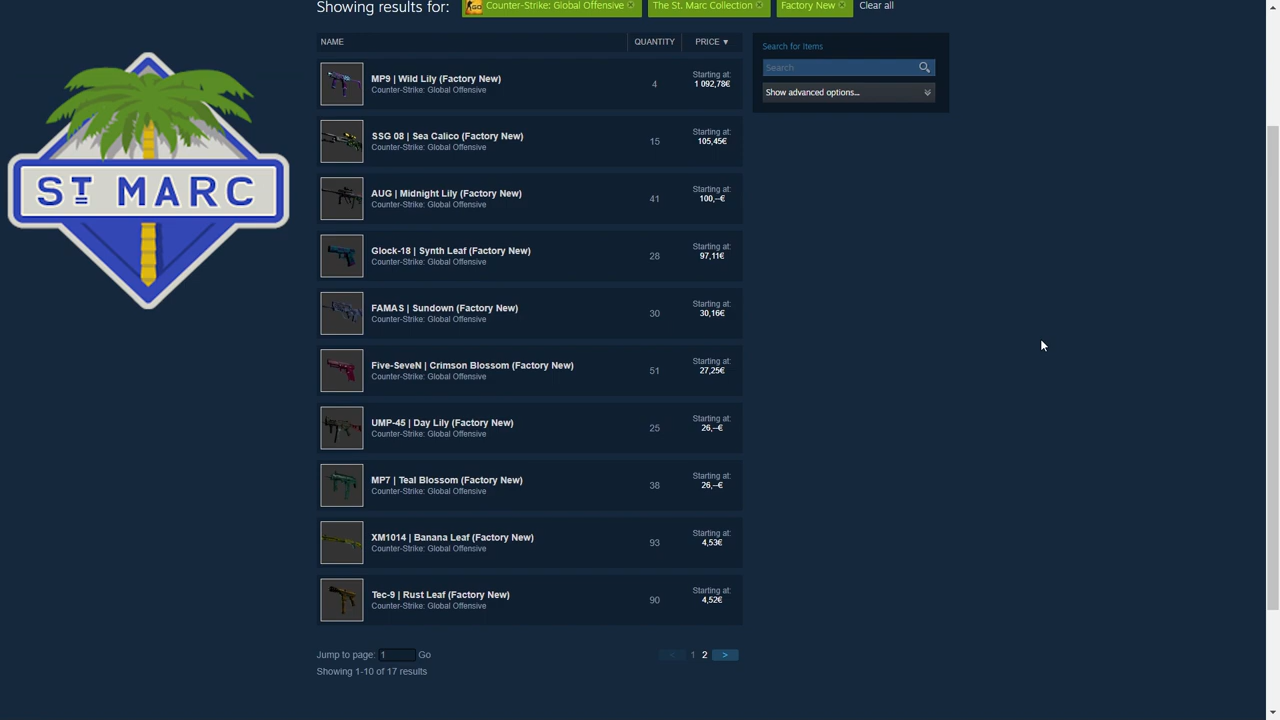 Showing results for: Counter-Strike: Global Offensive The St. Marc Collection Factory New Clear all
NAME QUANTITY PRICE ▼
Search for Items
Search
Show advanced options...
ST MARC
MP9 | Wild Lily (Factory New)
Counter-Strike: Global Offensive
4
Starting at:
1 092,78€
SSG 08 | Sea Calico (Factory New)
Counter-Strike: Global Offensive
15
Starting at:
105,45€
AUG | Midnight Lily (Factory New)
Counter-Strike: Global Offensive
41
Starting at:
100,--€
Glock-18 | Synth Leaf (Factory New)
Counter-Strike: Global Offensive
28
Starting at:
97,11€
FAMAS | Sundown (Factory New)
Counter-Strike: Global Offensive
30
Starting at:
30,16€
Five-SeveN | Crimson Blossom (Factory New)
Counter-Strike: Global Offensive
51
Starting at:
27,25€
UMP-45 | Day Lily (Factory New)
Counter-Strike: Global Offensive
25
Starting at:
26,--€
MP7 | Teal Blossom (Factory New)
Counter-Strike: Global Offensive
38
Starting at:
26,--€
XM1014 | Banana Leaf (Factory New)
Counter-Strike: Global Offensive
93
Starting at:
4,53€
Tec-9 | Rust Leaf (Factory New)
Counter-Strike: Global Offensive
90
Starting at:
4,52€
Jump to page: 1 Go
< 1 2 >
Showing 1-10 of 17 results